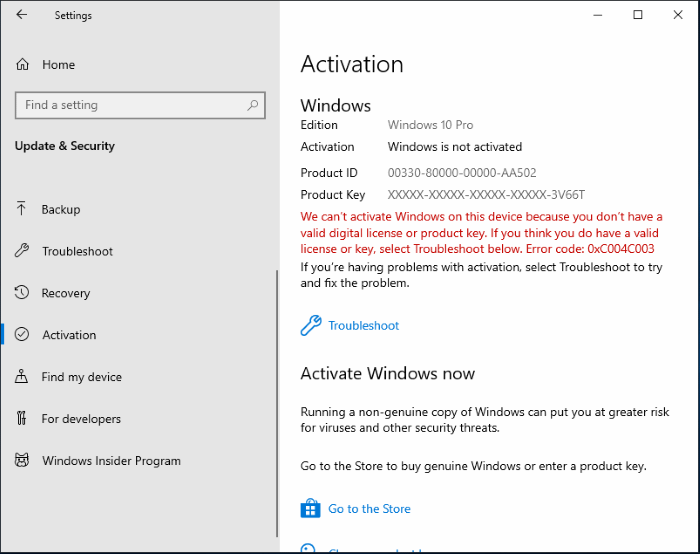 Settings
Home
Find a setting
Update & Security
Backup
Troubleshoot
Recovery
Activation
Find my device
For developers
Windows Insider Program
Activation
Windows
Edition Windows 10 Pro
Activation Windows is not activated
Product ID 00330-80000-00000-AA502
Product Key XXXXX-XXXXX-XXXXX-XXXXX-3V66T
We can't activate Windows on this device because you don't have a
valid digital license or product key. If you think you do have a valid
license or key, select Troubleshoot below. Error code: 0xC004C003
If you're having problems with activation, select Troubleshoot to try
and fix the problem.
Troubleshoot
Activate Windows now
Running a non-genuine copy of Windows can put you at greater risk
for viruses and other security threats.
Go to the Store to buy genuine Windows or enter a product key.
Go to the Store